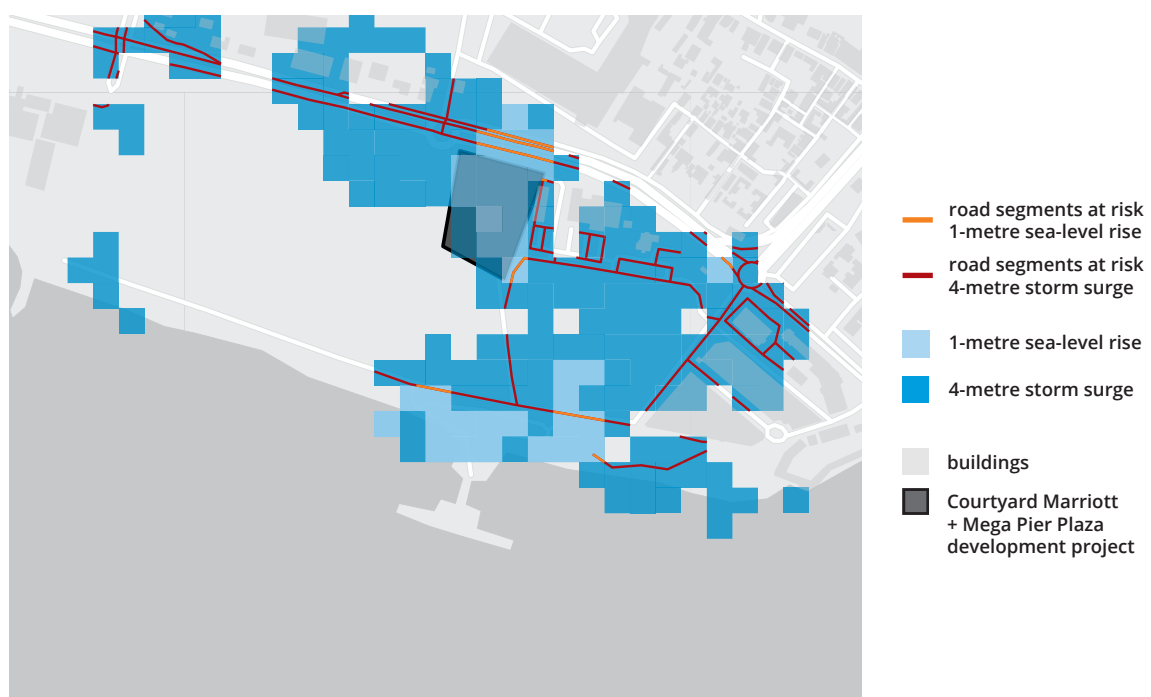 road segments at risk
1-metre sea-level rise
road segments at risk
4-metre storm surge
1-metre sea-level rise
4-metre storm surge
buildings
Courtyard Marriott
+ Mega Pier Plaza
development project